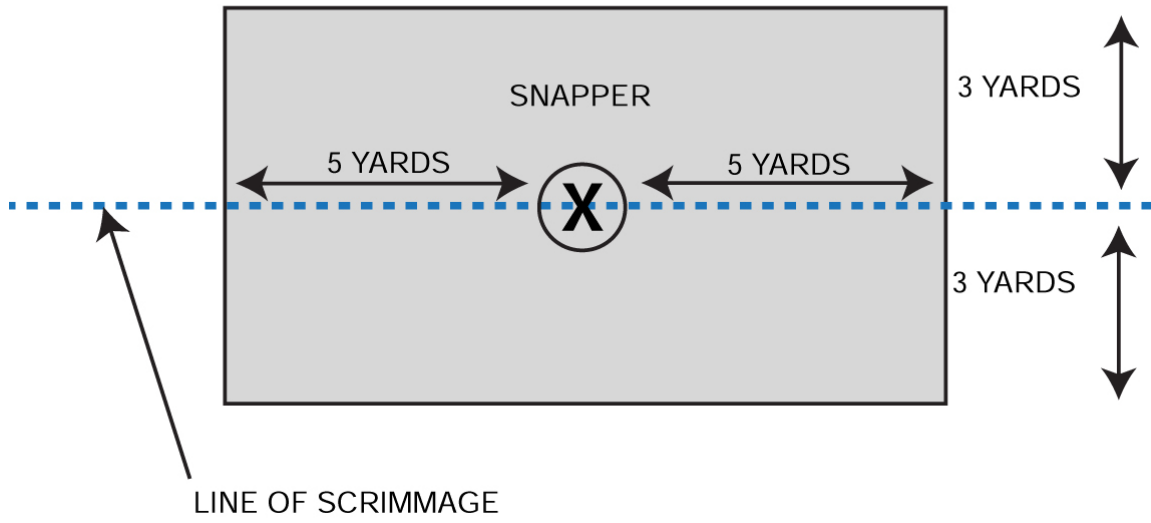 SNAPPER
3 YARDS
5 YARDS
5 YARDS
X
3 YARDS
LINE OF SCRIMMAGE